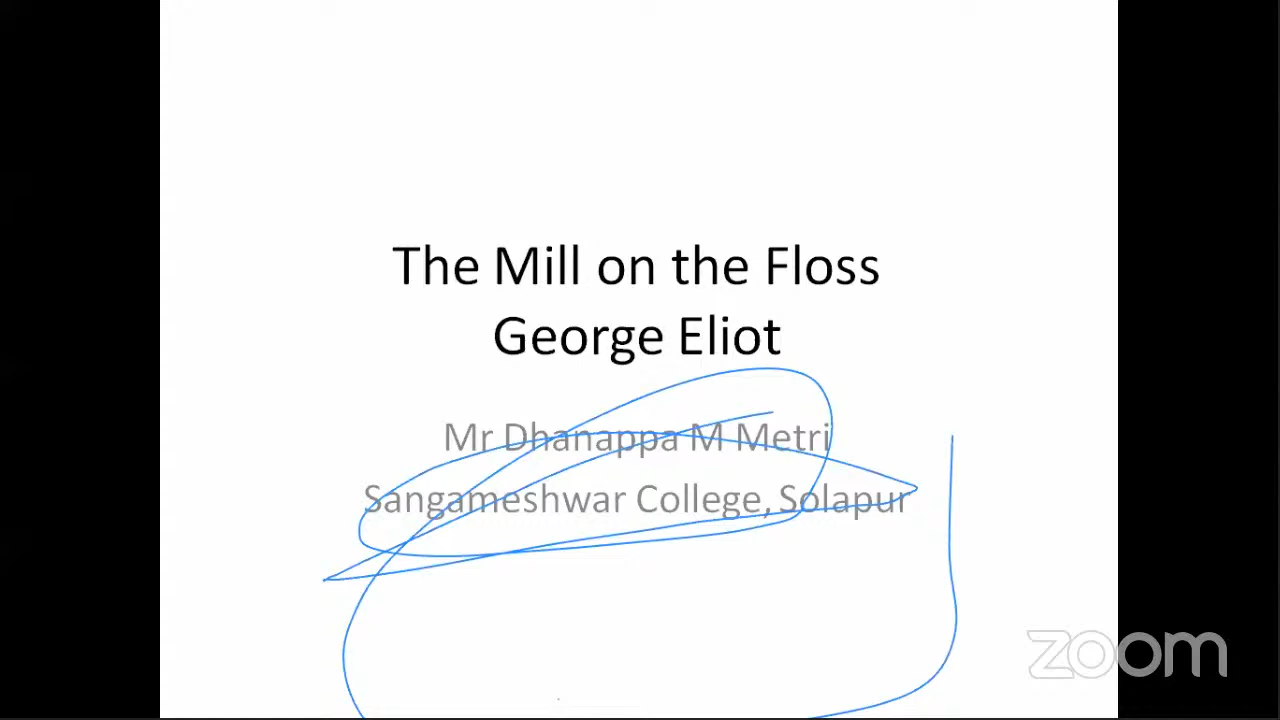 The Mill on the Floss
George Eliot
Mr Dhanappa M Metri
Sangameshwar College, Solapur
zoom